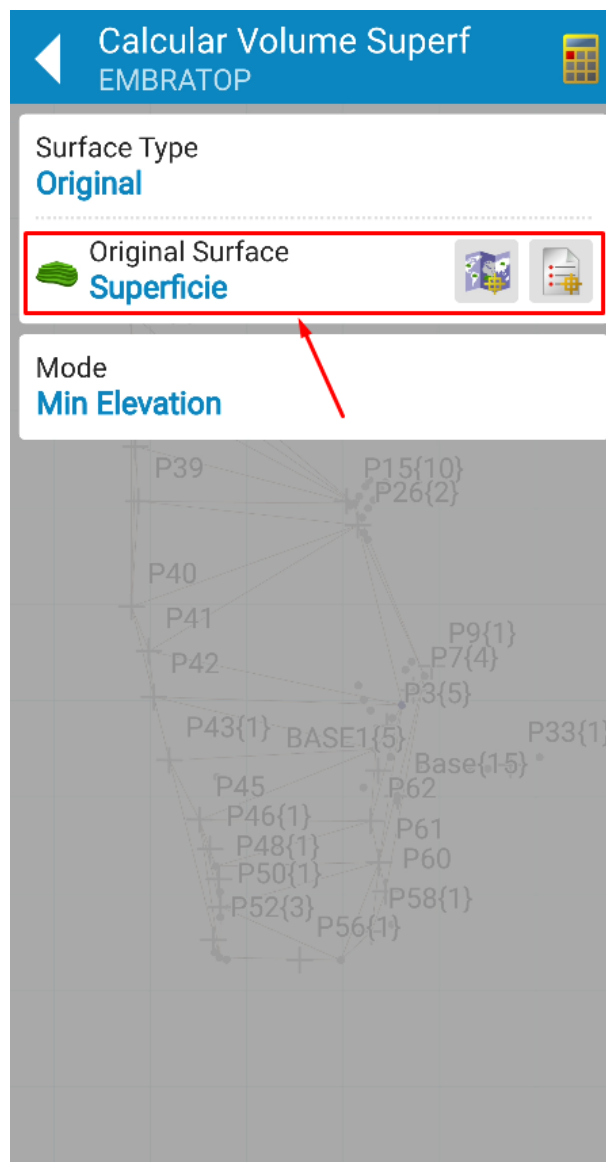 Calcular Volume Superf
EMBRATOP
Surface Type
Original
Original Surface
Superficie
Mode
Min Elevation
P39
P15{10}
P26{2}
P40
P41
P9{1}
P42
P7{4}
P3{5}
P43{1}
BASE1{5}
P33{1}
Base{15}
P45
P62
P46{1}
P61
P48{1}
P60
P50{1}
P58{1}
P52{3}
P56{1}